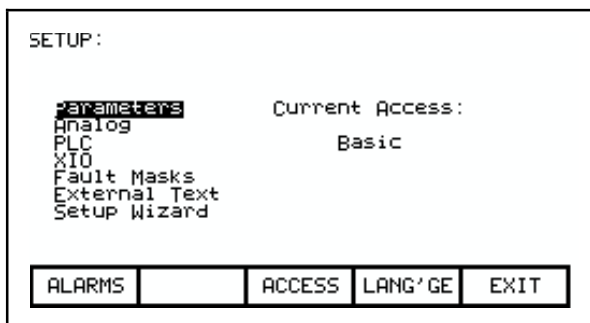 SETUP:
Parameters
Analog
PLC
XIO
Fault Masks
External Text
Setup Wizard
Current Access:
Basic
ALARMS ACCESS LANG'GE EXIT